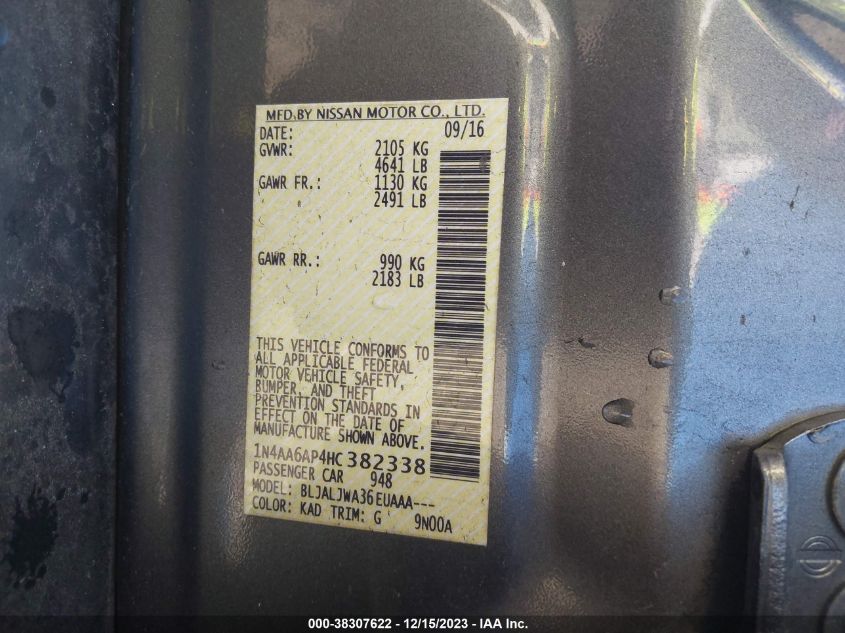 MFD.BY NISSAN MOTOR CO., LTD.
DATE: 09/16
GVWR: 2105 KG
4641 LB
GAWR FR.: 1130 KG
2491 LB
GAWR RR.: 990 KG
2183 LB
THIS VEHICLE CONFORMS TO
ALL APPLICABLE FEDERAL
MOTOR VEHICLE SAFETY,
BUMPER, AND THEFT
PREVENTION STANDARDS IN
EFFECT ON THE DATE OF
MANUFACTURE SHOWN ABOVE.
1N4AA6AP4HC 382338
PASSENGER CAR 948
MODEL: BLJALJWA36EUAAA---
COLOR: KAD TRIM: G 9N00A
000-38307622 - 12/15/2023 - IAA Inc.